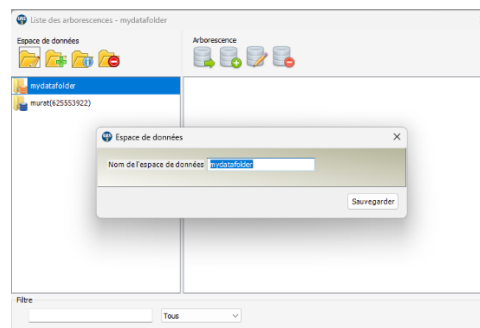 Liste des arborescences - mydatafolder
Espace de données
Arborescence
mydatafolder
murat(625553922)
Espace de données
Nom de l'espace de données mydatafolder
Sauvegarder
Filtre
Tous